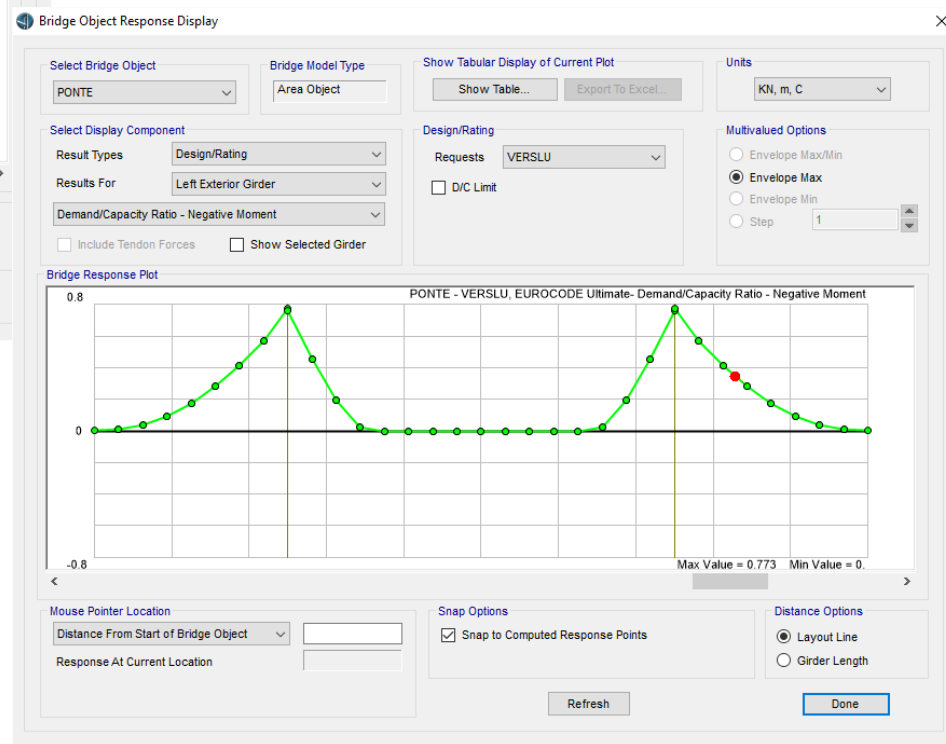 Bridge Object Response Display
Select Bridge Object
PONTE
Bridge Model Type
Area Object
Show Tabular Display of Current Plot
Show Table...
Export To Excel...
Units
KN, m, C
Select Display Component
Result Types
Design/Rating
Results For
Left Exterior Girder
Demand/Capacity Ratio - Negative Moment
Include Tendon Forces
Show Selected Girder
Design/Rating
Requests
VERSLU
D/C Limit
Multivalued Options
Envelope Max/Min
Envelope Max
Envelope Min
Step
1
Bridge Response Plot
PONTE - VERSLU, EUROCODE Ultimate- Demand/Capacity Ratio - Negative Moment
0.8
0
-0.8
Max Value = 0.773 Min Value = 0.
Mouse Pointer Location
Distance From Start of Bridge Object
Response At Current Location
Snap Options
Snap to Computed Response Points
Distance Options
Layout Line
Girder Length
Refresh
Done